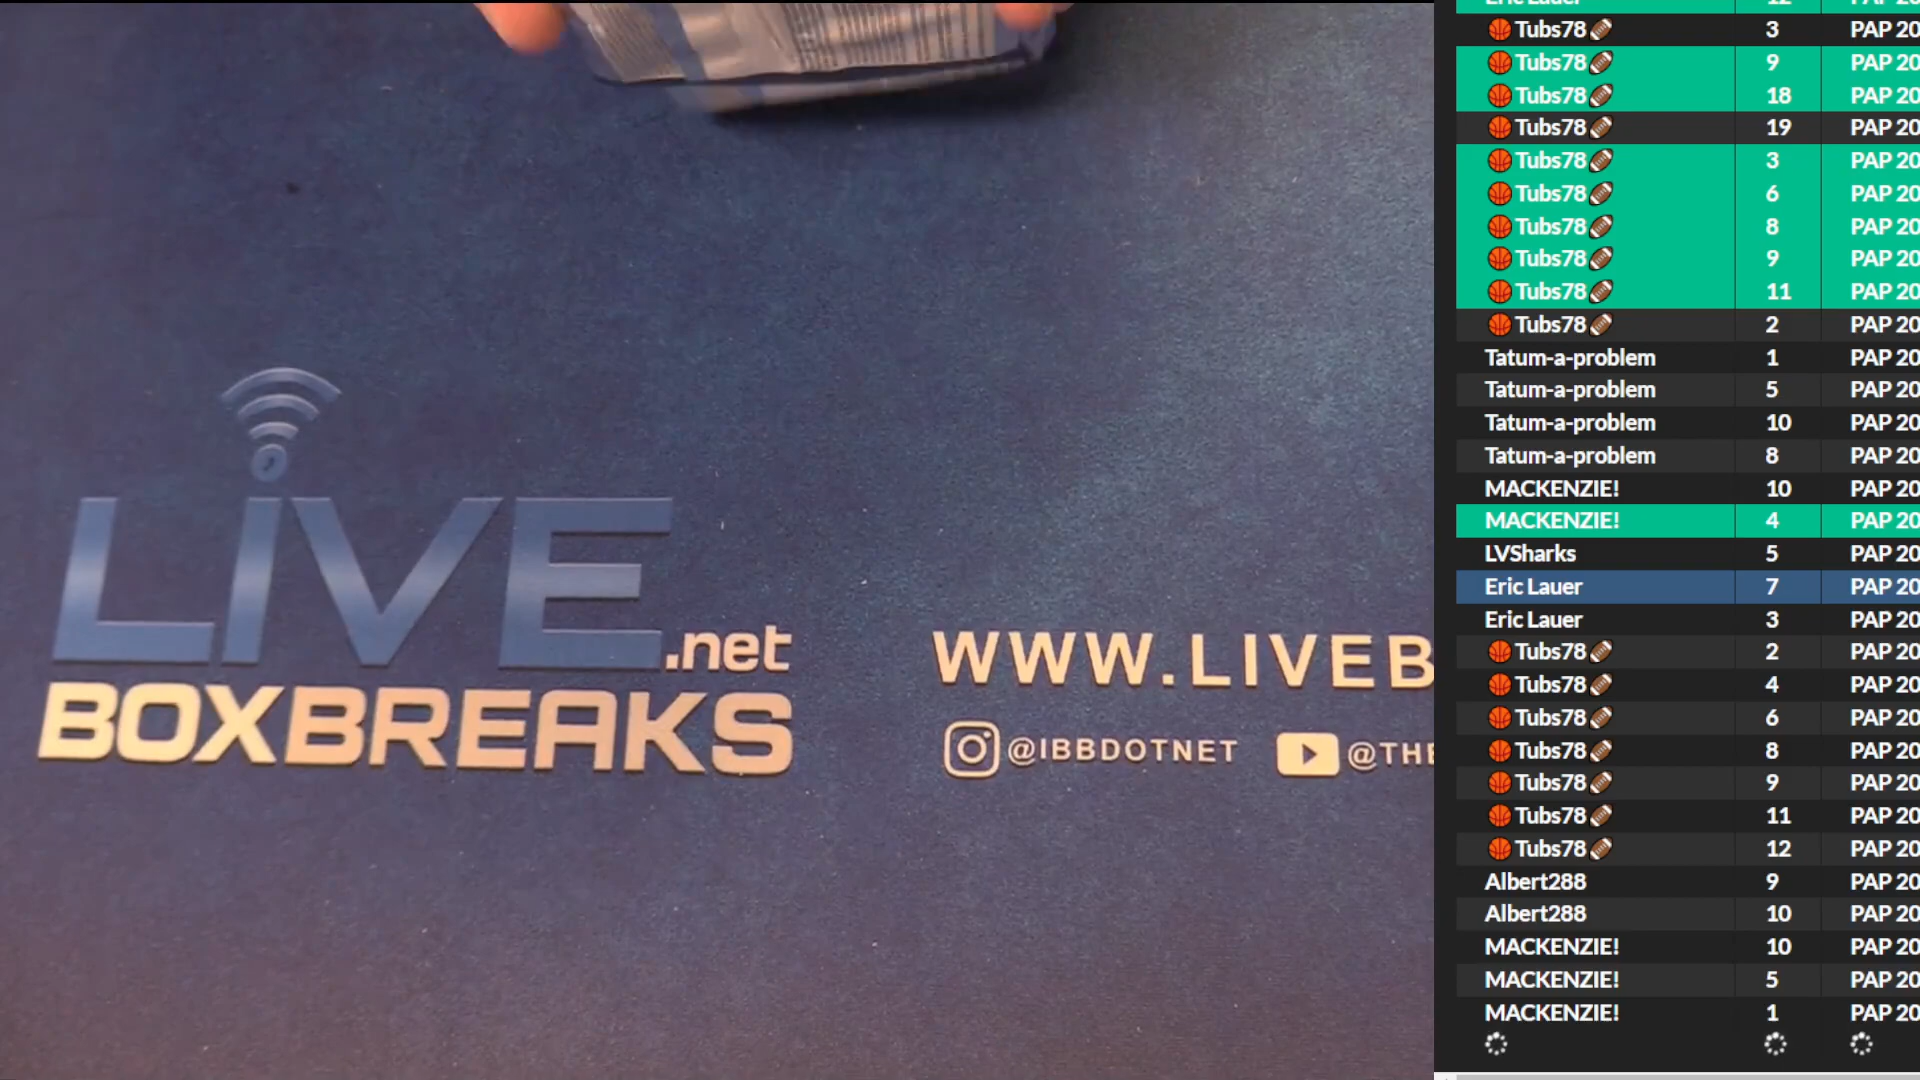 LIVE
.net
BOXBREAKS
WWW.LIVEB
@IBBDOTNET @THE
Tubs78 3 PAP 20
Tubs78 9 PAP 20
Tubs78 18 PAP 20
Tubs78 19 PAP 20
Tubs78 3 PAP 20
Tubs78 6 PAP 20
Tubs78 8 PAP 20
Tubs78 9 PAP 20
Tubs78 11 PAP 20
Tubs78 2 PAP 20
Tatum-a-problem 1 PAP 20
Tatum-a-problem 5 PAP 20
Tatum-a-problem 10 PAP 20
Tatum-a-problem 8 PAP 20
MACKENZIE! 10 PAP 20
MACKENZIE! 4 PAP 20
LVSharks 5 PAP 20
Eric Lauer 7 PAP 20
Eric Lauer 3 PAP 20
Tubs78 2 PAP 20
Tubs78 4 PAP 20
Tubs78 6 PAP 20
Tubs78 8 PAP 20
Tubs78 9 PAP 20
Tubs78 11 PAP 20
Tubs78 12 PAP 20
Albert288 9 PAP 20
Albert288 10 PAP 20
MACKENZIE! 10 PAP 20
MACKENZIE! 5 PAP 20
MACKENZIE! 1 PAP 20